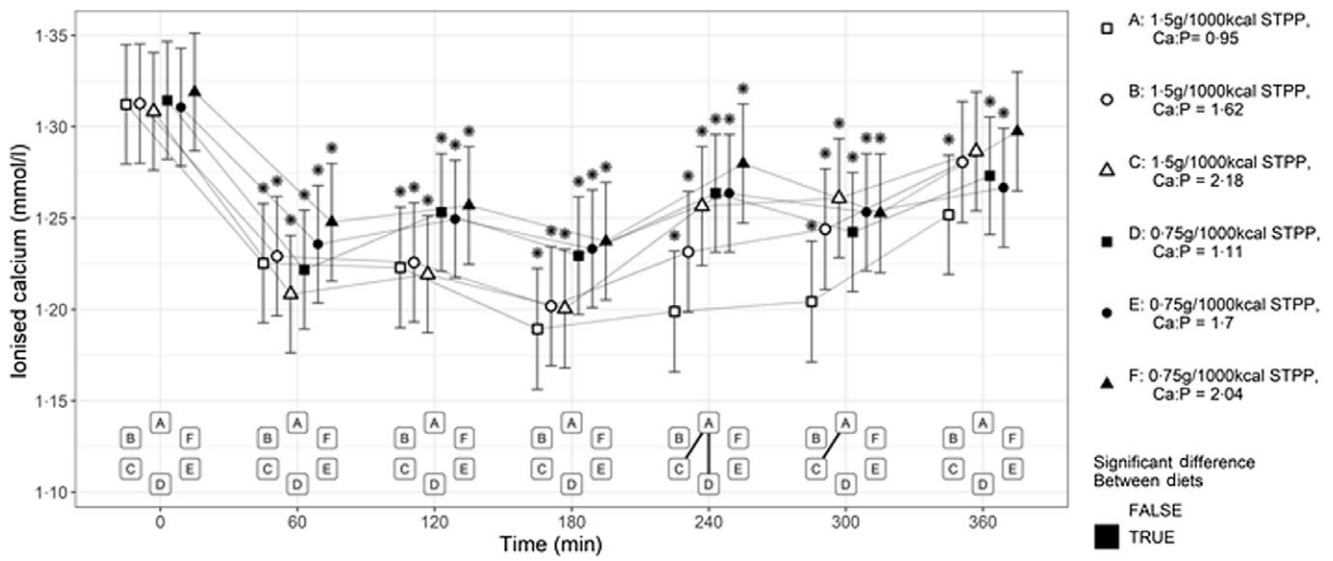 1·35
1·30
1·25
1·20
1·15
1·10
Ionised calcium (mmol/l)
A A A A A A A
B F B F B F B F B F B F B F
C E C E C E C E C E C E C E
D D D D D D D
0 60 120 180 240 300 360
Time (min)
A: 1·5g/1000kcal STPP,
Ca:P= 0·95
B: 1·5g/1000kcal STPP,
Ca:P = 1·62
C: 1·5g/1000kcal STPP,
Ca:P = 2·18
D: 0·75g/1000kcal STPP,
Ca:P = 1·11
E: 0·75g/1000kcal STPP,
Ca:P = 1·7
F: 0·75g/1000kcal STPP,
Ca:P = 2·04
Significant difference
Between diets
FALSE
TRUE